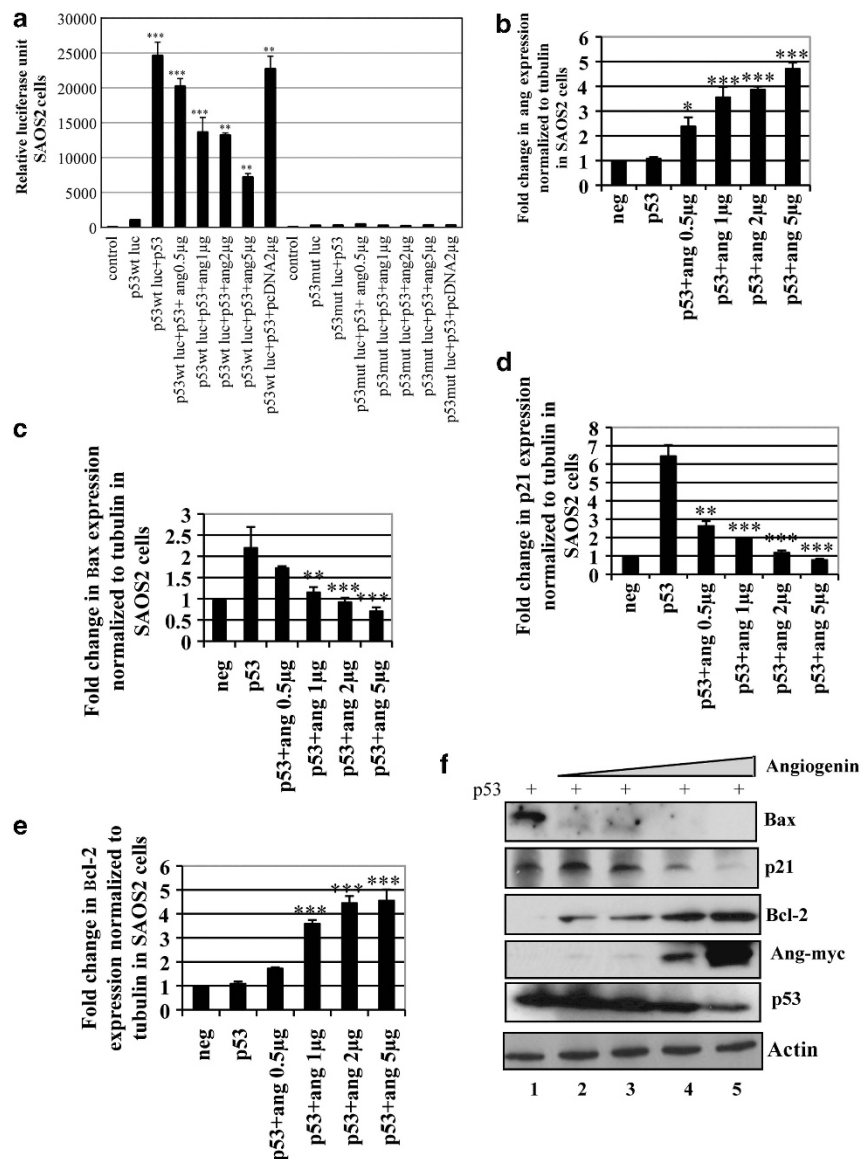 a
Relative luciferase unit
SAOS2 cells
30000
25000
20000
15000
10000
5000
0
***
***
***
**
**
**
control
p53wt luc
p53wt luc+p53
p53wt luc+p53+ ang0.5µg
p53wt luc+p53+ang1µg
p53wt luc+p53+ang2µg
p53wt luc+p53+ang5µg
p53wt luc+p53+pcDNA2µg
control
p53mut luc
p53mut luc+p53
p53mut luc+p53+ ang0.5µg
p53mut luc+p53+ang1µg
p53mut luc+p53+ang2µg
p53mut luc+p53+ang5µg
p53mut luc+p53+pcDNA2µg
b
Fold change in ang expression
normalized to tubulin
in SAOS2 cells
6
5
4
3
2
1
0
*
***
***
***
neg
p53
p53+ang 0.5µg
p53+ang 1µg
p53+ang 2µg
p53+ang 5µg
c
Fold change in Bax expression
normalized to tubulin in
SAOS2 cells
3
2.5
2
1.5
1
0.5
0
**
***
***
neg
p53
p53+ang 0.5µg
p53+ang 1µg
p53+ang 2µg
p53+ang 5µg
d
Fold change in p21 expression
normalized to tubulin in
SAOS2 cells
8
7
6
5
4
3
2
1
0
**
***
***
***
neg
p53
p53+ang 0.5µg
p53+ang 1µg
p53+ang 2µg
p53+ang 5µg
e
Fold change in Bcl-2
expression normalized to
tubulin in SAOS2 cells
6
5
4
3
2
1
0
***
***
***
neg
p53
p53+ang 0.5µg
p53+ang 1µg
p53+ang 2µg
p53+ang 5µg
f
Angiogenin
p53 + + + + +
Bax
p21
Bcl-2
Ang-myc
p53
Actin
1 2 3 4 5